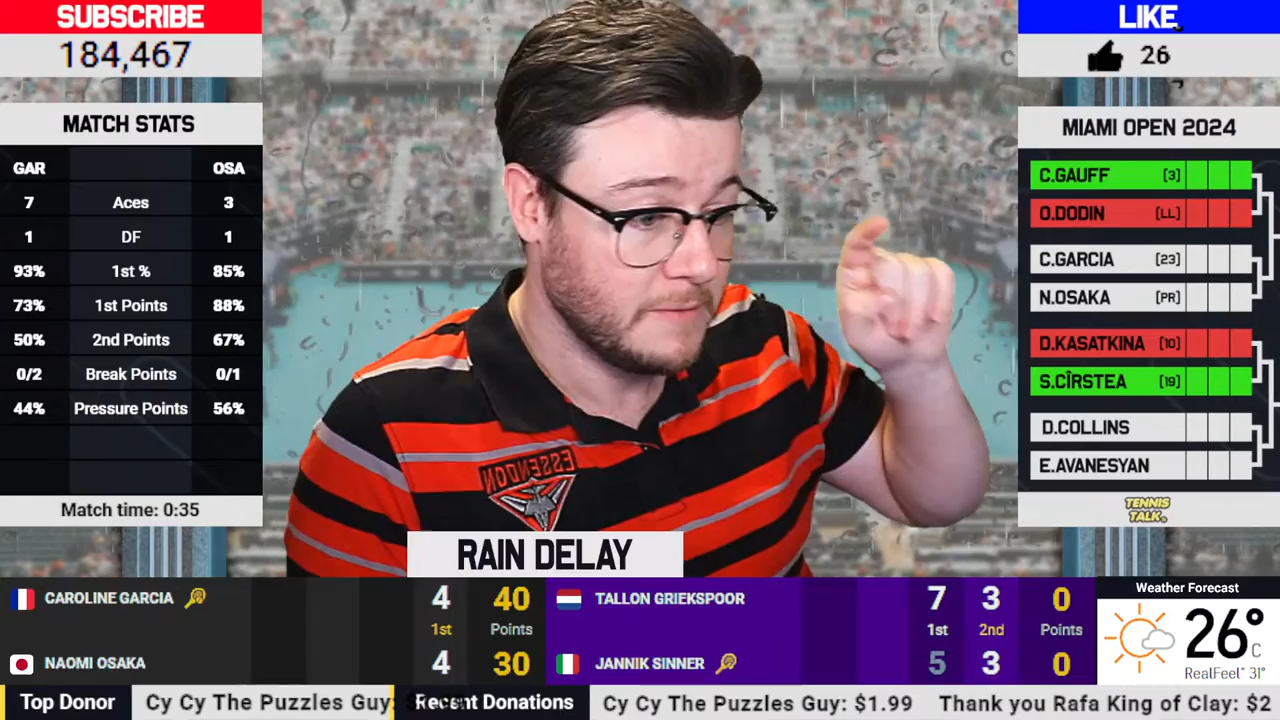 SUBSCRIBE
184,467
LIKE
26
MATCH STATS
GAR OSA
7 Aces 3
1 DF 1
93% 1st % 85%
73% 1st Points 88%
50% 2nd Points 67%
0/2 Break Points 0/1
44% Pressure Points 56%
Match time: 0:35
MIAMI OPEN 2024
C.GAUFF [3]
O.DODIN [LL]
C.GARCIA [23]
N.OSAKA [PR]
D.KASATKINA [10]
S.CÎRSTEA [19]
D.COLLINS
E.AVANESYAN
TENNIS
TALK
ESSENDON
RAIN DELAY
CAROLINE GARCIA 4 40
1st Points
NAOMI OSAKA 4 30
TALLON GRIEKSPOOR 7 3 0
1st 2nd Points
JANNIK SINNER 5 3 0
Weather Forecast
26°C
RealFeel° 31°
Top Donor Cy Cy The Puzzles Guy: Recent Donations Cy Cy The Puzzles Guy: $1.99 Thank you Rafa King of Clay: $2